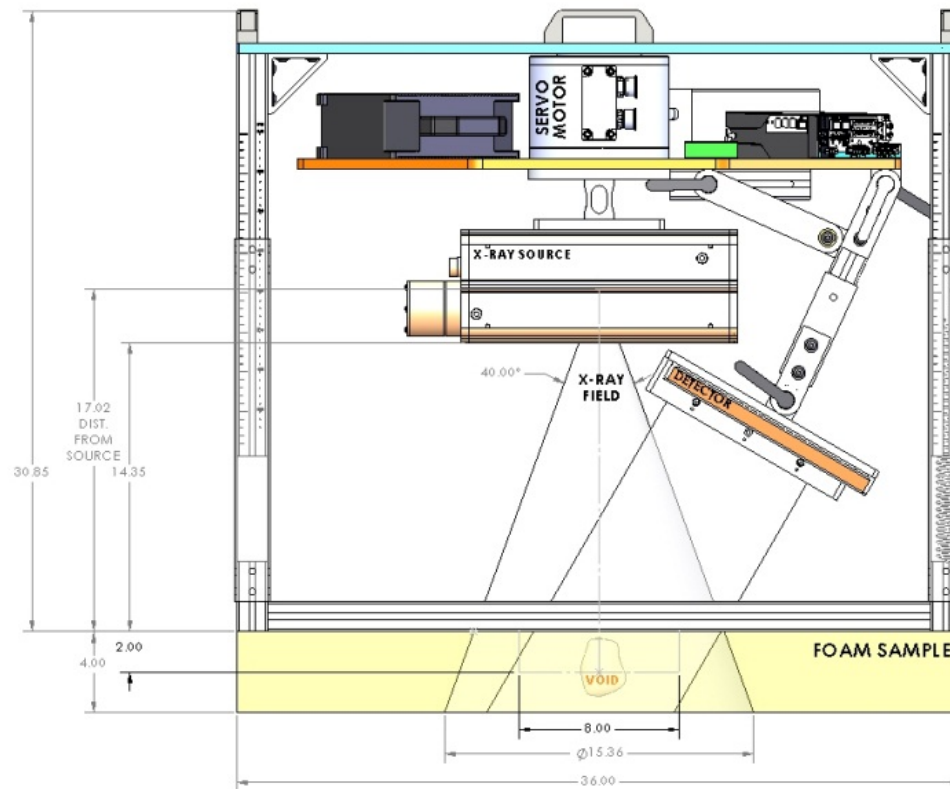 SERVO
MOTOR
X-RAY SOURCE
40.00°
X-RAY
FIELD
DETECTOR
17.02
DIST.
FROM
SOURCE
30.85
14.35
2.00
4.00
FOAM SAMPLE
VOID
8.00
Ø15.36
36.00